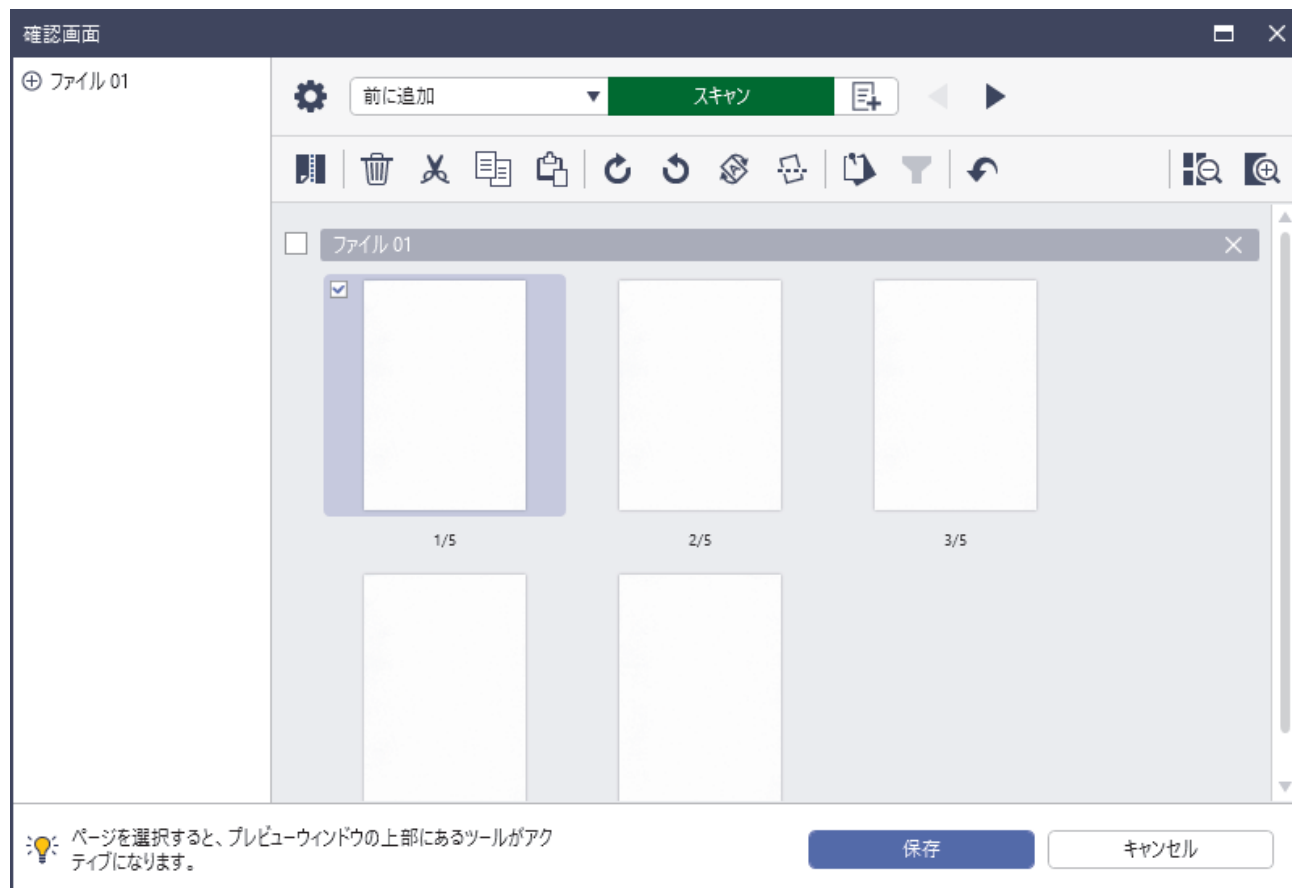 確認画面
ファイル 01
前に追加
スキャン
ファイル 01
1/5
2/5
3/5
ページを選択すると、プレビューウィンドウの上部にあるツールがアク
ティブになります。
保存
キャンセル